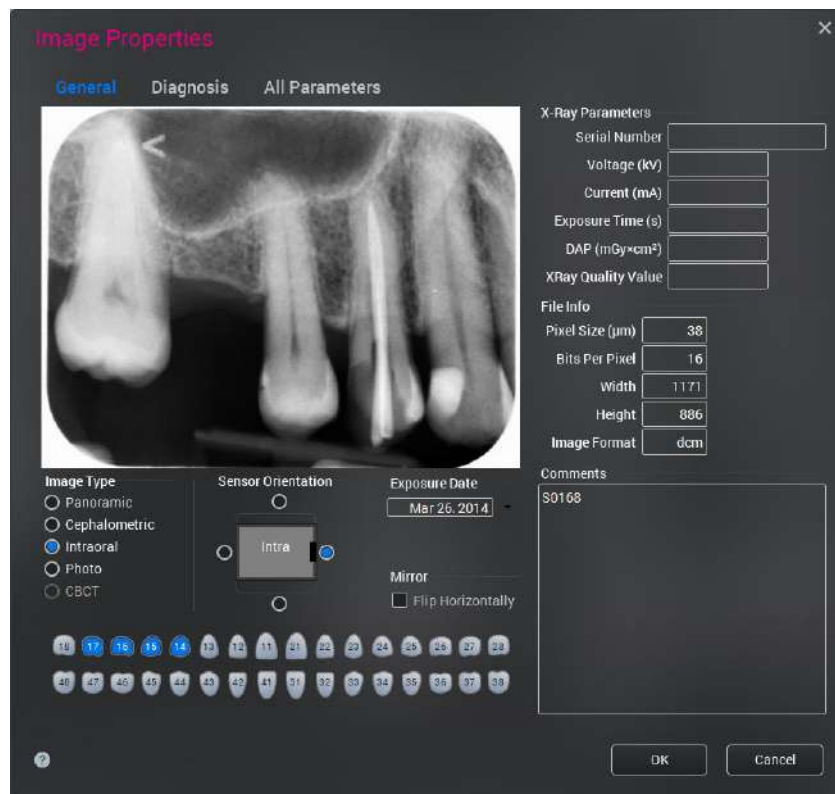 Image Properties
General Diagnosis All Parameters
X-Ray Parameters
Serial Number
Voltage (kV)
Current (mA)
Exposure Time (s)
DAP (mGy×cm²)
XRay Quality Value
File Info
Pixel Size (µm) 38
Bits Per Pixel 16
Width 1171
Height 886
Image Format dcm
Comments
S0168
Image Type
Panoramic
Cephalometric
Intraoral
Photo
CBCT
Sensor Orientation
Intra
Exposure Date
Mar 26. 2014
Mirror
Flip Horizontally
18 17 16 15 14 13 12 11 21 22 23 24 25 26 27 28
48 47 46 45 44 43 42 41 31 32 33 34 35 36 37 38
?
OK Cancel